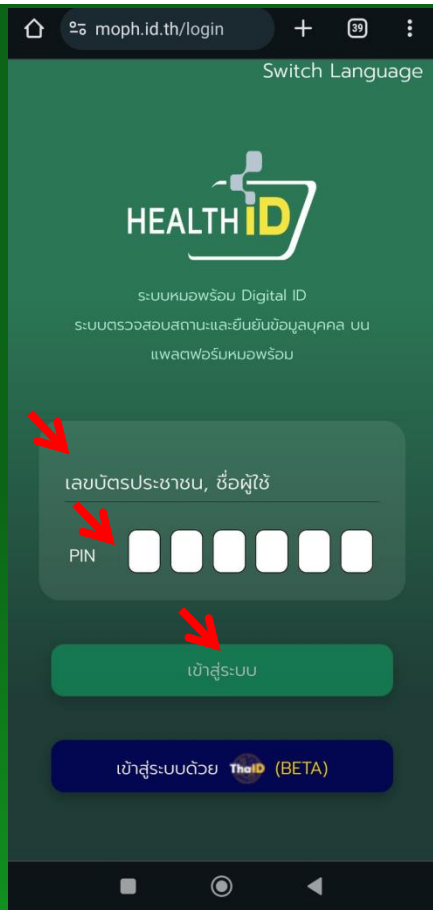 moph.id.th/login
39
Switch Language
HEALTH iD
ระบบหมอพร้อม Digital ID
ระบบตรวจสอบสถานะและยืนยันข้อมูลบุคคล บน
แพลตฟอร์มหมอพร้อม
เลขบัตรประชาชน, ชื่อผู้ใช้
PIN
เข้าสู่ระบบ
เข้าสู่ระบบด้วย ThaID (BETA)